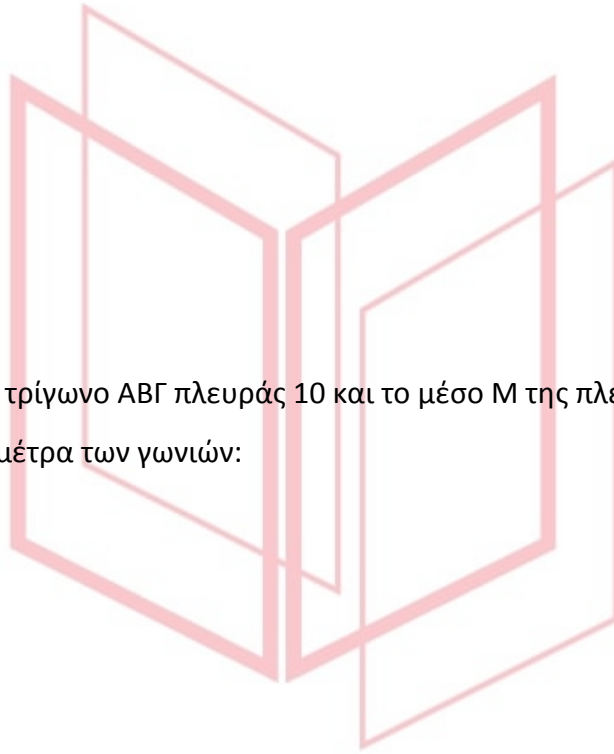 τρίγωνο ΑΒΓ πλευράς 10 και το μέσο Μ της πλε
μέτρα των γωνιών: